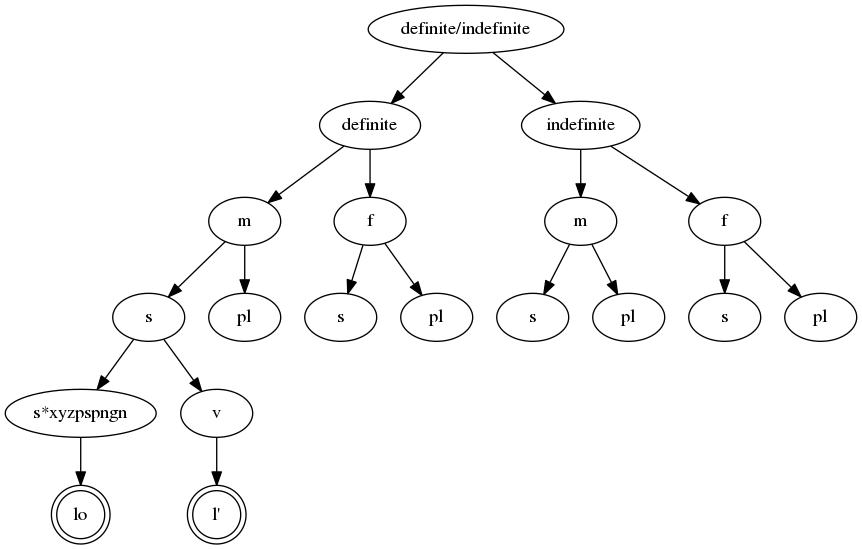 definite/indefinite
definite
indefinite
m
f
m
f
s
pl
s
pl
s
pl
s
pl
s*xyzpspngn
v
lo
l'